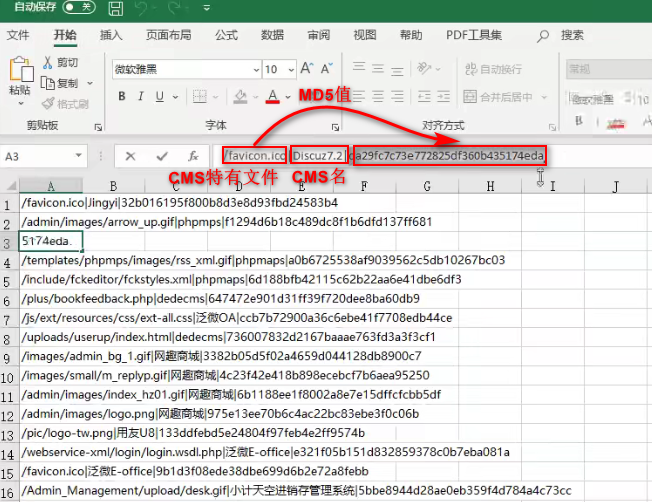 自动保存 关
文件 开始 插入 页面布局 公式 数据 审阅 视图 帮助 PDF工具集 搜索
剪切
微软雅黑 10 自动换行 常规
粘贴 复制
格式刷
B I U A 合并后居中
MD5值
剪贴板 字体 对齐方式
A3 /favicon.ico|Discuz7.2|da29fc7c73e772825df360b435174eda
CMS特有文件 CMS名
A B C D E F G H I J
1 /favicon.ico|Jingyi|32b016195f800b8d3e8d93fbd24583b4
2 /admin/images/arrow_up.gif|phpmps|f1294d6b18c489dc8f1b6dfd137ff681
3 5174eda.
4 /templates/phpmps/images/rss_xml.gif|phpmaps|a0b6725538af9039562c5db10267bc03
5 /include/fckeditor/fckstyles.xml|phpmaps|6d188bfb42115c62b22aa6e41dbe6df3
6 /plus/bookfeedback.php|dedecms|647472e901d31ff39f720dee8ba60db9
7 /js/ext/resources/css/ext-all.css|泛微OA|ccb7b72900a36c6ebe41f7708edb44ce
8 /uploads/userup/index.html|dedecms|736007832d2167baaae763fd3a3f3cf1
9 /images/admin_bg_1.gif|网趣商城|3382b05d5f02a4659d044128db8900c7
10 /images/small/m_replyp.gif|网趣商城|4c23f42e418b898ecebcf7b6aea95250
11 /admin/images/index_hz01.gif|网趣商城|6b1188ee1f8002a8e7e15dffcfcbb5df
12 /admin/images/logo.png|网趣商城|975e13ee70b6c4ac22bc83ebe3f0c06b
13 /pic/logo-tw.png|用友U8|133ddfebd5e24804f97feb4e2ff9574b
14 /webservice-xml/login/login.wsdl.php|泛微E-office|e321f05b151d832859378c0b7eba081a
15 /favicon.ico|泛微E-office|9b1d3f08ede38dbe699d6b2e72a8febb
16 /Admin_Management/upload/desk.gif|小计天空进销存管理系统|5bbe8944d28ae0eb359f4d784a4c73cc